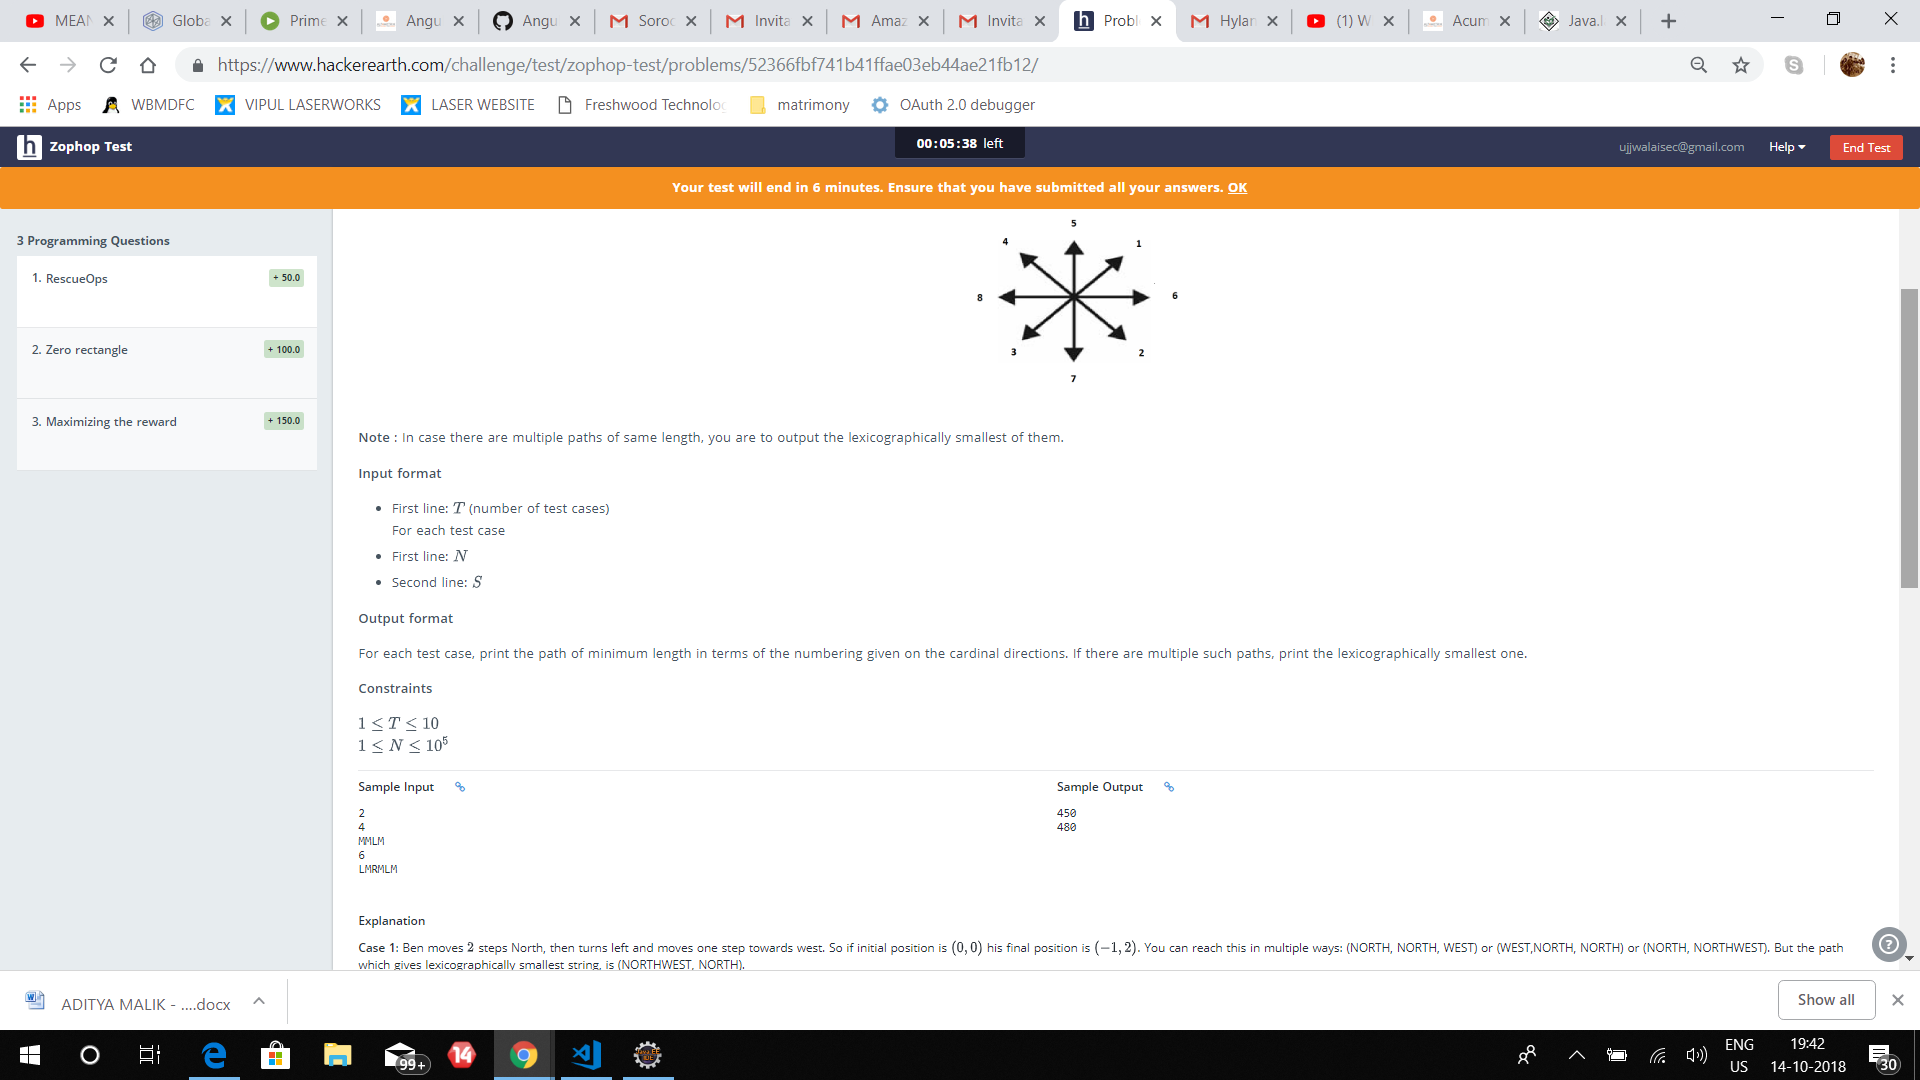 MEAN
Globa
Prime
Angu
Angu
Soroc
Invita
Amaz
Invita
Probl
Hylan
(1) W
Acum
Java.l
https://www.hackerearth.com/challenge/test/zophop-test/problems/52366fbf741b41ffae03eb44ae21fb12/
Apps WBMDFC VIPUL LASERWORKS LASER WEBSITE Freshwood Technolog matrimony OAuth 2.0 debugger
h Zophop Test
00:05:38 left
ujjwalaisec@gmail.com Help End Test
Your test will end in 6 minutes. Ensure that you have submitted all your answers. OK
3 Programming Questions
1. RescueOps + 50.0
2. Zero rectangle + 100.0
3. Maximizing the reward + 150.0
5
4 1
8 6
3 2
7
Note : In case there are multiple paths of same length, you are to output the lexicographically smallest of them.
Input format
First line: T (number of test cases)
For each test case
First line: N
Second line: S
Output format
For each test case, print the path of minimum length in terms of the numbering given on the cardinal directions. If there are multiple such paths, print the lexicographically smallest one.
Constraints
1 ≤ T ≤ 10
1 ≤ N ≤ 10⁵
Sample Input
2
4
MMLM
6
LMRMLM
Sample Output
450
480
Explanation
Case 1: Ben moves 2 steps North, then turns left and moves one step towards west. So if initial position is (0, 0) his final position is (−1, 2). You can reach this in multiple ways: (NORTH, NORTH, WEST) or (WEST,NORTH, NORTH) or (NORTH, NORTHWEST). But the path
which gives lexicographically smallest string, is (NORTHWEST, NORTH).
ADITYA MALIK - ....docx
Show all
99+
14
ENG
US
19:42
14-10-2018
30